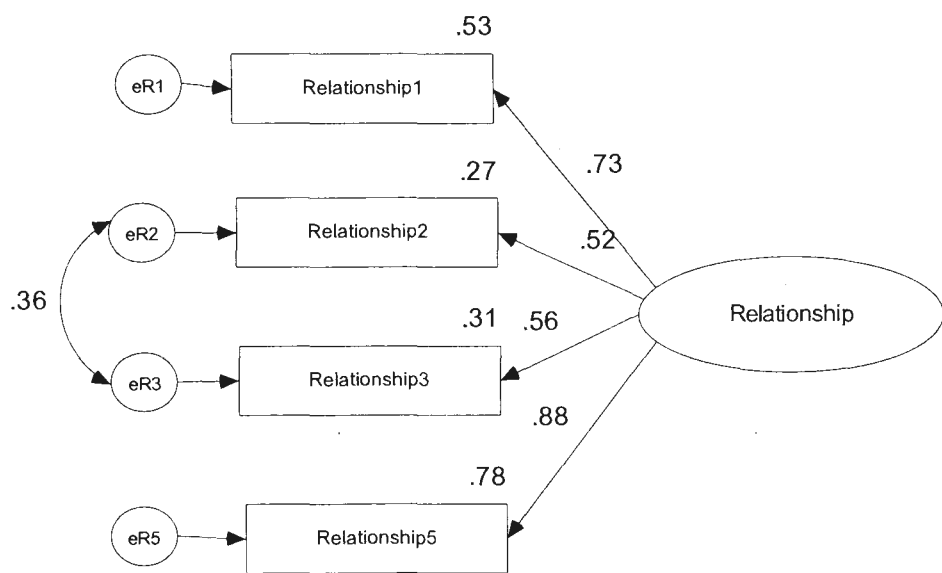 .53
eR1
Relationship1
.73
.27
eR2
Relationship2
.52
.36
Relationship
.31
.56
eR3
Relationship3
.88
.78
eR5
Relationship5